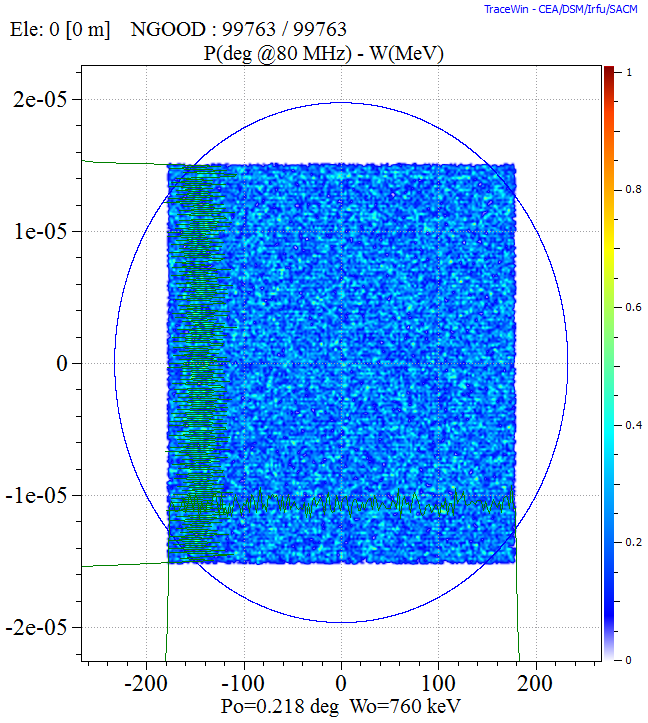 TraceWin - CEA/DSM/Irfu/SACM
Ele: 0 [0 m] NGOOD : 99763 / 99763
P(deg @80 MHz) - W(MeV)
2e-05
1e-05
0
-1e-05
-2e-05
1
0.8
0.6
0.4
0.2
0
-200 -100 0 100 200
Po=0.218 deg Wo=760 keV